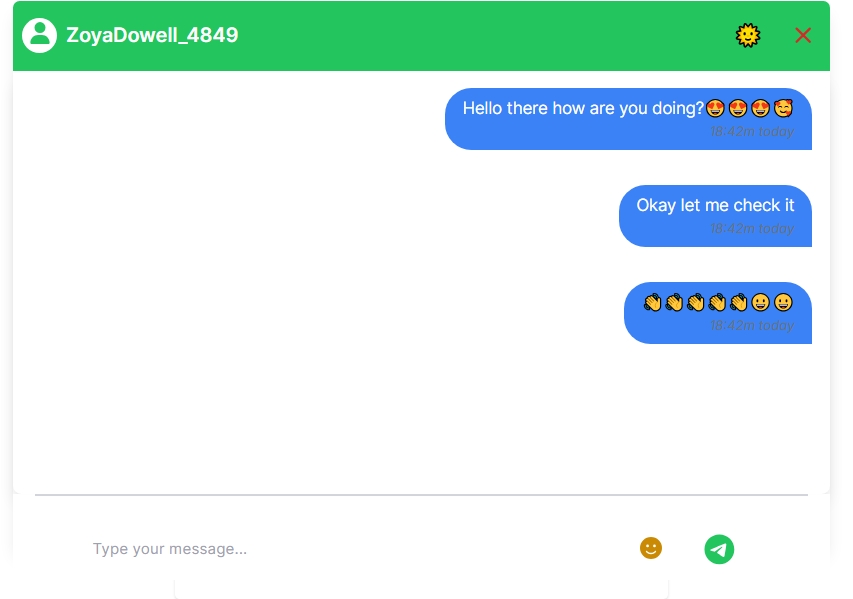 ZoyaDowell_4849
Hello there how are you doing?😍😍😍🥰
18:42m today
Okay let me check it
18:42m today
👏👏👏👏👏😀😀
18:42m today
Type your message...